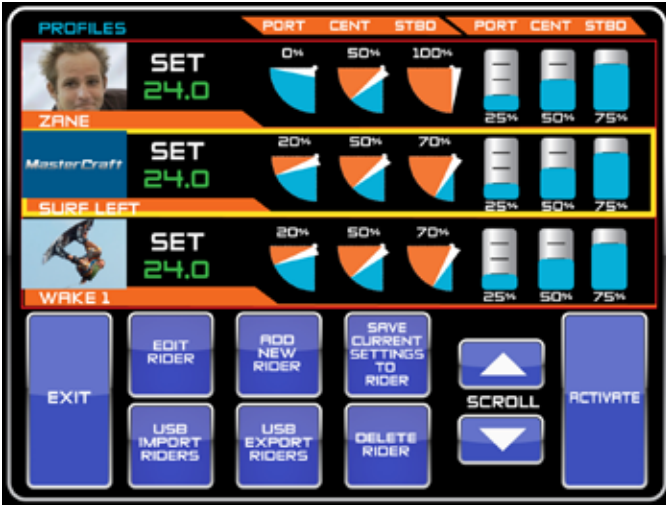 PROFILES PORT CENT STBD PORT CENT STBD
SET 0% 50% 100%
24.0
ZANE 25% 50% 75%
MasterCraft SET 20% 50% 70%
24.0
SURF LEFT 25% 50% 75%
SET 20% 50% 70%
24.0
WAKE 1 25% 50% 75%
EXIT
EDIT
RIDER
ADD
NEW
RIDER
SAVE
CURRENT
SETTINGS
TO
RIDER
SCROLL
ACTIVATE
USB
IMPORT
RIDERS
USB
EXPORT
RIDERS
DELETE
RIDER